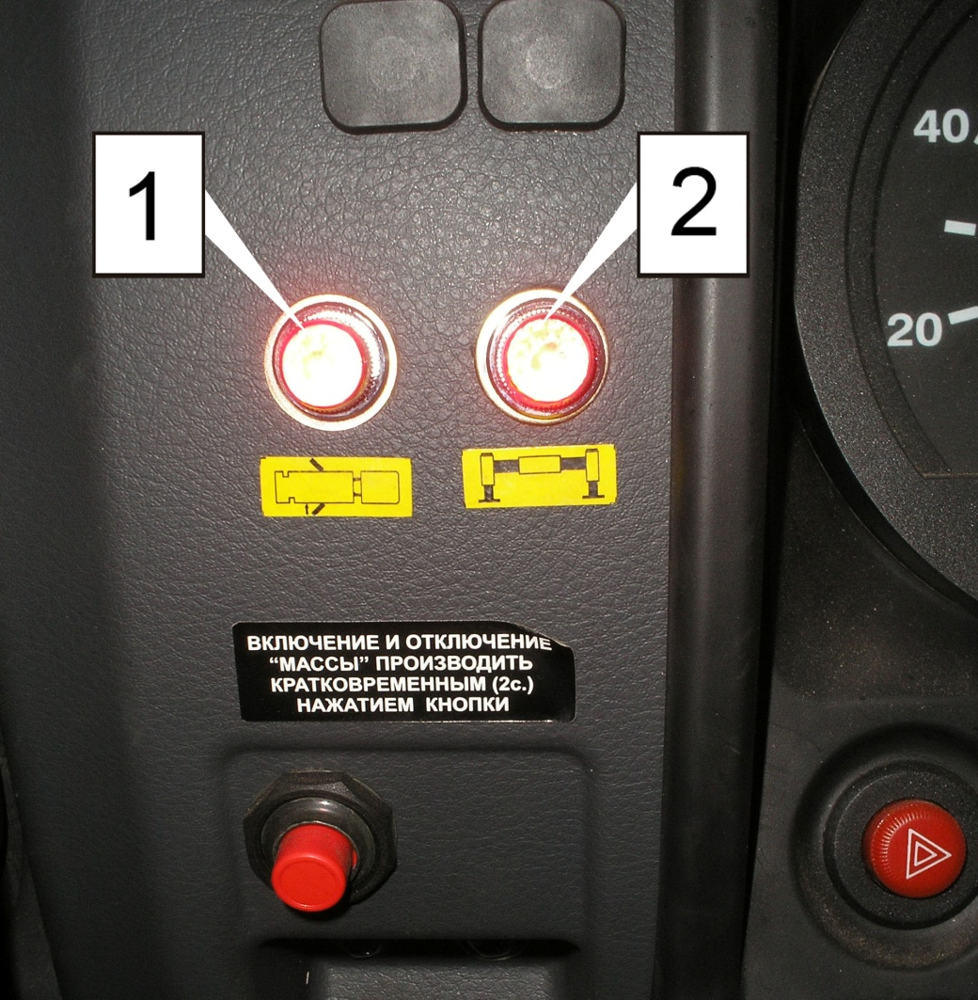 1
2
40
20
ВКЛЮЧЕНИЕ И ОТКЛЮЧЕНИЕ
“МАССЫ” ПРОИЗВОДИТЬ
КРАТКОВРЕМЕННЫМ (2с.)
НАЖАТИЕМ КНОПКИ